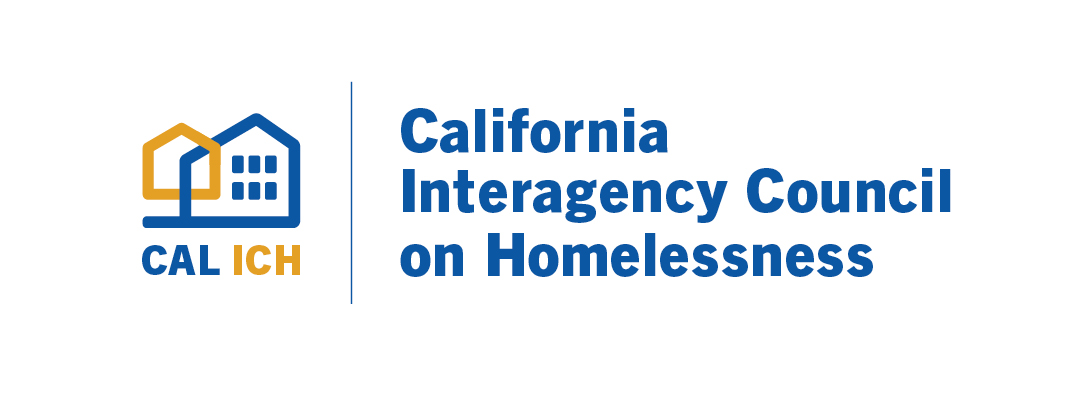 CAL ICH
California
Interagency Council
on Homelessness